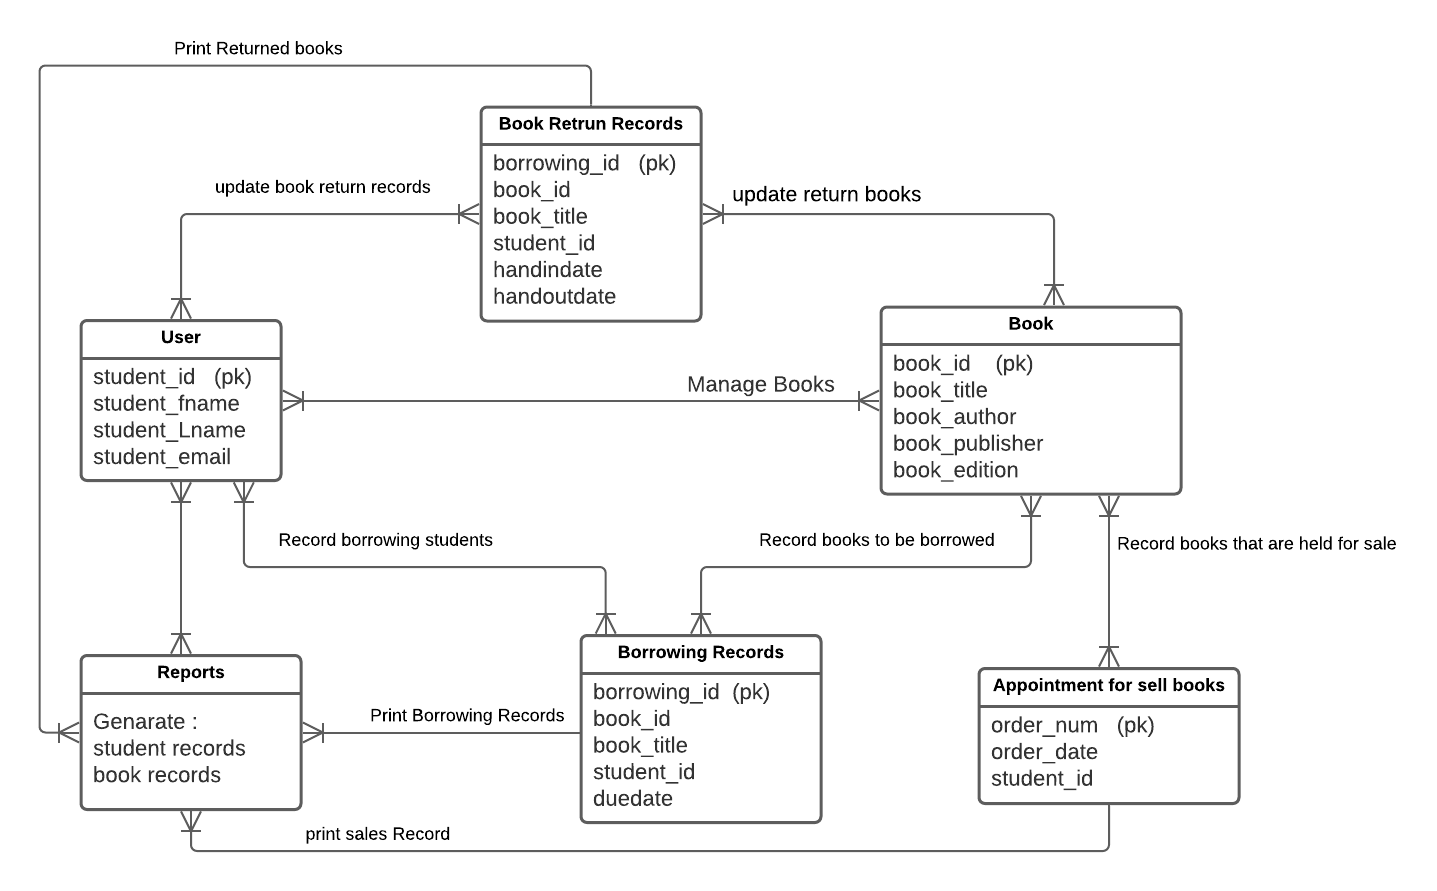 Print Returned books
Book Retrun Records
borrowing_id (pk)
book_id
book_title
student_id
handindate
handoutdate
update book return records
update return books
User
student_id (pk)
student_fname
student_Lname
student_email
Manage Books
Book
book_id (pk)
book_title
book_author
book_publisher
book_edition
Record borrowing students
Record books to be borrowed
Record books that are held for sale
Reports
Genarate :
student records
book records
Print Borrowing Records
Borrowing Records
borrowing_id (pk)
book_id
book_title
student_id
duedate
Appointment for sell books
order_num (pk)
order_date
student_id
print sales Record